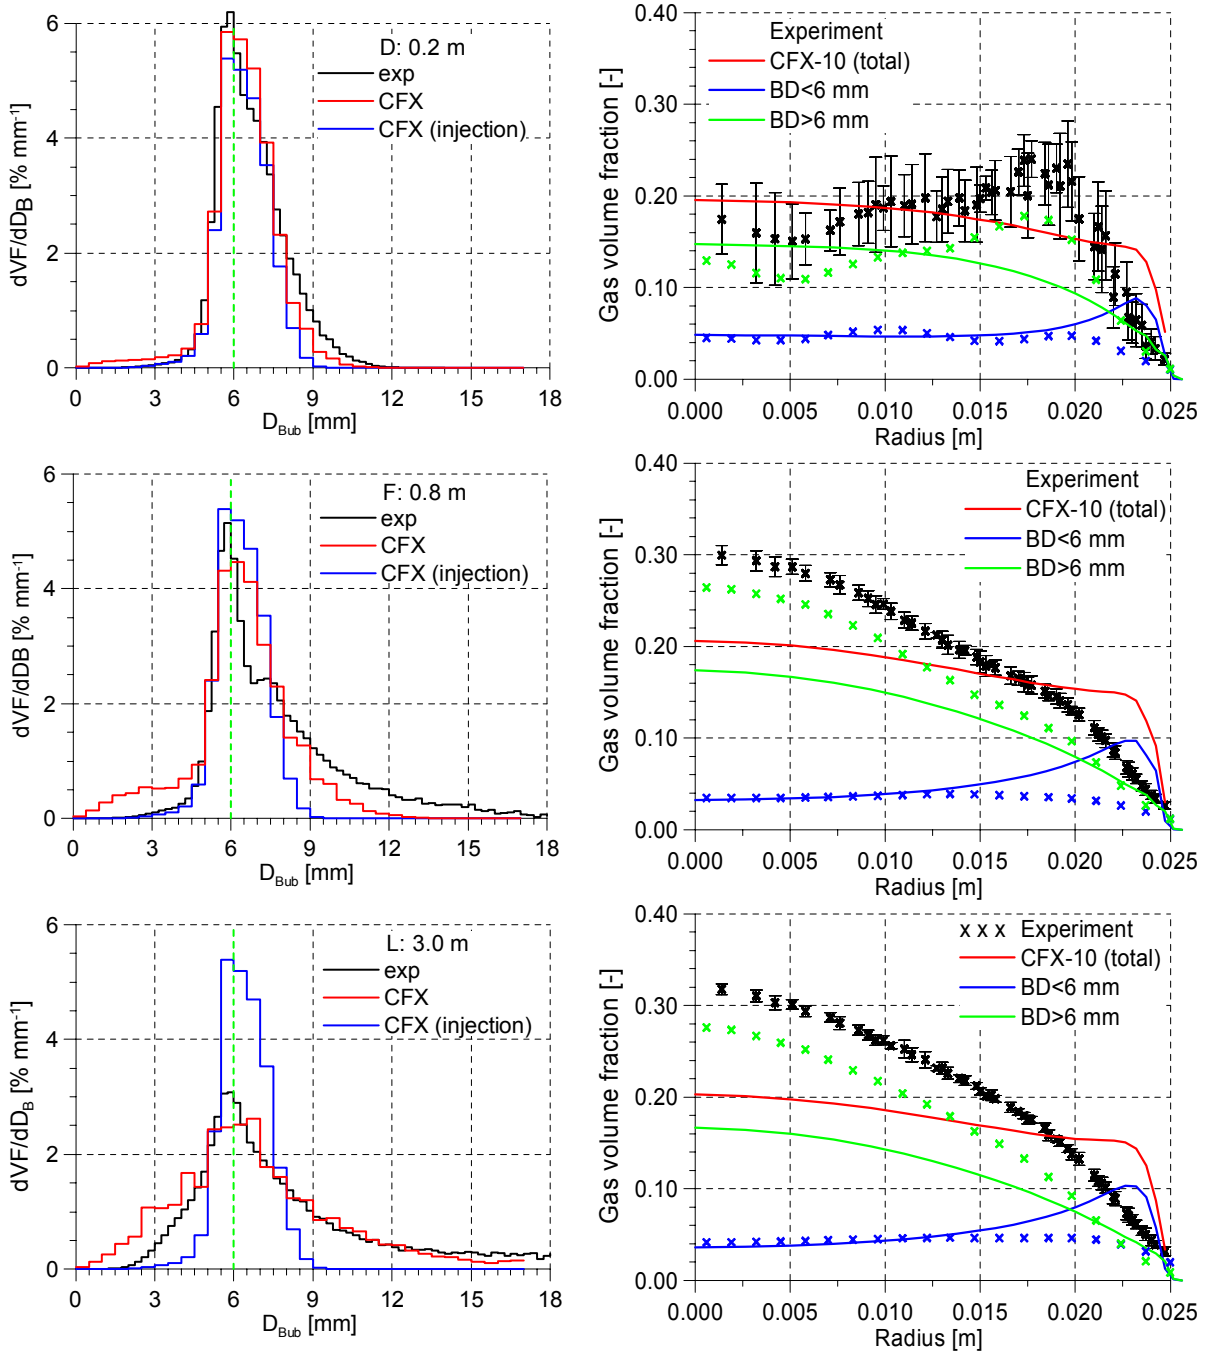 6
4
2
0
dVF/dD_B [% mm⁻¹]
D: 0.2 m
exp
CFX
CFX (injection)
0 3 6 9 12 15 18
D_Bub [mm]
0.40
0.30
0.20
0.10
0.00
Gas volume fraction [-]
Experiment
CFX-10 (total)
BD<6 mm
BD>6 mm
0.000 0.005 0.010 0.015 0.020 0.025
Radius [m]
6
4
2
0
dVF/dDB [% mm⁻¹]
F: 0.8 m
exp
CFX
CFX (injection)
0 3 6 9 12 15 18
D_Bub [mm]
0.40
0.30
0.20
0.10
0.00
Gas volume fraction [-]
Experiment
CFX-10 (total)
BD<6 mm
BD>6 mm
0.000 0.005 0.010 0.015 0.020 0.025
Radius [m]
6
4
2
0
dVF/dD_B [% mm⁻¹]
L: 3.0 m
exp
CFX
CFX (injection)
0 3 6 9 12 15 18
D_Bub [mm]
0.40
0.30
0.20
0.10
0.00
Gas volume fraction [-]
x x x Experiment
CFX-10 (total)
BD<6 mm
BD>6 mm
0.000 0.005 0.010 0.015 0.020 0.025
Radius [m]